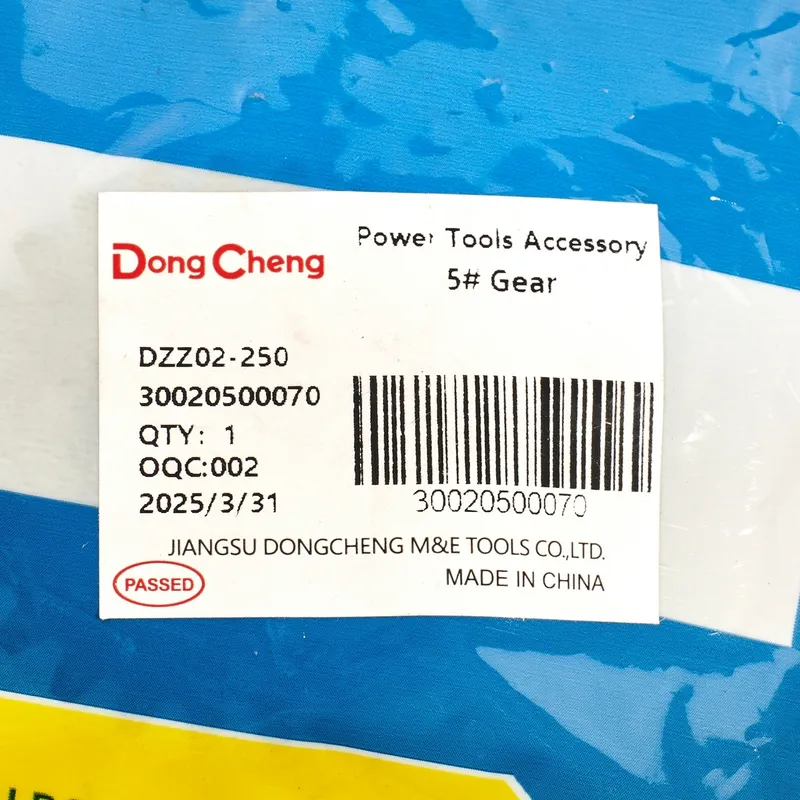 Dong Cheng
Power Tools Accessory
5# Gear
DZZ02-250
30020500070
QTY: 1
OQC:002
2025/3/31
30020500070
JIANGSU DONGCHENG M&E TOOLS CO.,LTD.
PASSED
MADE IN CHINA